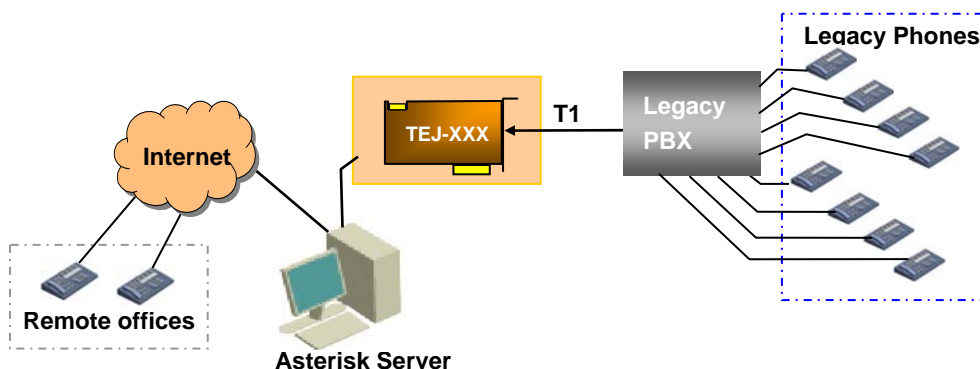 Legacy Phones
T1
Legacy
PBX
TEJ-XXX
Internet
Remote offices
Asterisk Server